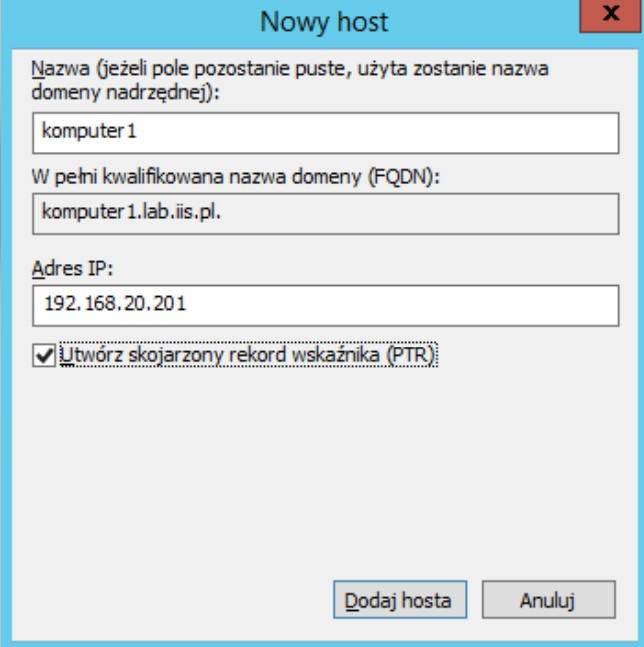 Nowy host
x
Nazwa (jeżeli pole pozostanie puste, użyta zostanie nazwa
domeny nadrzędnej):
komputer1
W pełni kwalifikowana nazwa domeny (FQDN):
komputer1.lab.iis.pl.
Adres IP:
192.168.20.201
Utwórz skojarzony rekord wskaźnika (PTR)
Dodaj hosta
Anuluj